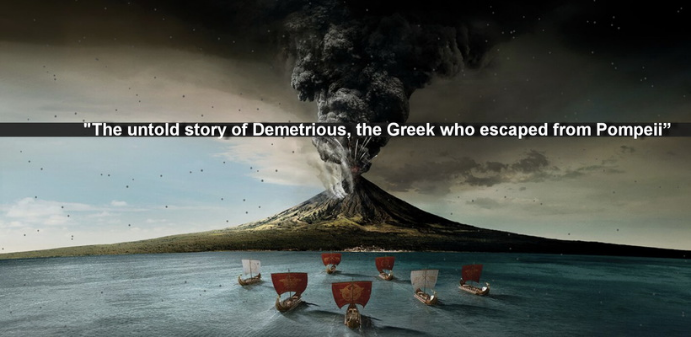 "The untold story of Demetrious, the Greek who escaped from Pompeii”